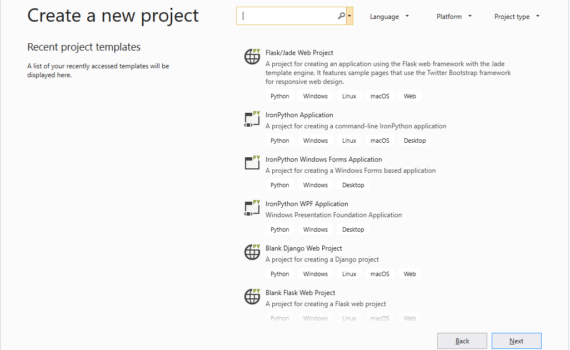 Create a new project
Language
Platform
Project type
Recent project templates
A list of your recently accessed templates will be
displayed here.
Flask/Jade Web Project
A project for creating an application using the Flask web framework with the Jade
template engine. It features sample pages that use the Twitter Bootstrap framework
for responsive web design.
Python Windows Linux macOS Web
IronPython Application
A project for creating a command-line IronPython application
Python Windows Linux macOS Desktop
IronPython Windows Forms Application
A project for creating a Windows Forms based application
Python Windows Desktop
IronPython WPF Application
Windows Presentation Foundation Application
Python Windows Desktop
Blank Django Web Project
A project for creating a Django project
Python Windows Linux macOS Web
Blank Flask Web Project
A project for creating a Flask web project
Python Windows Linux macOS Web
Back
Next